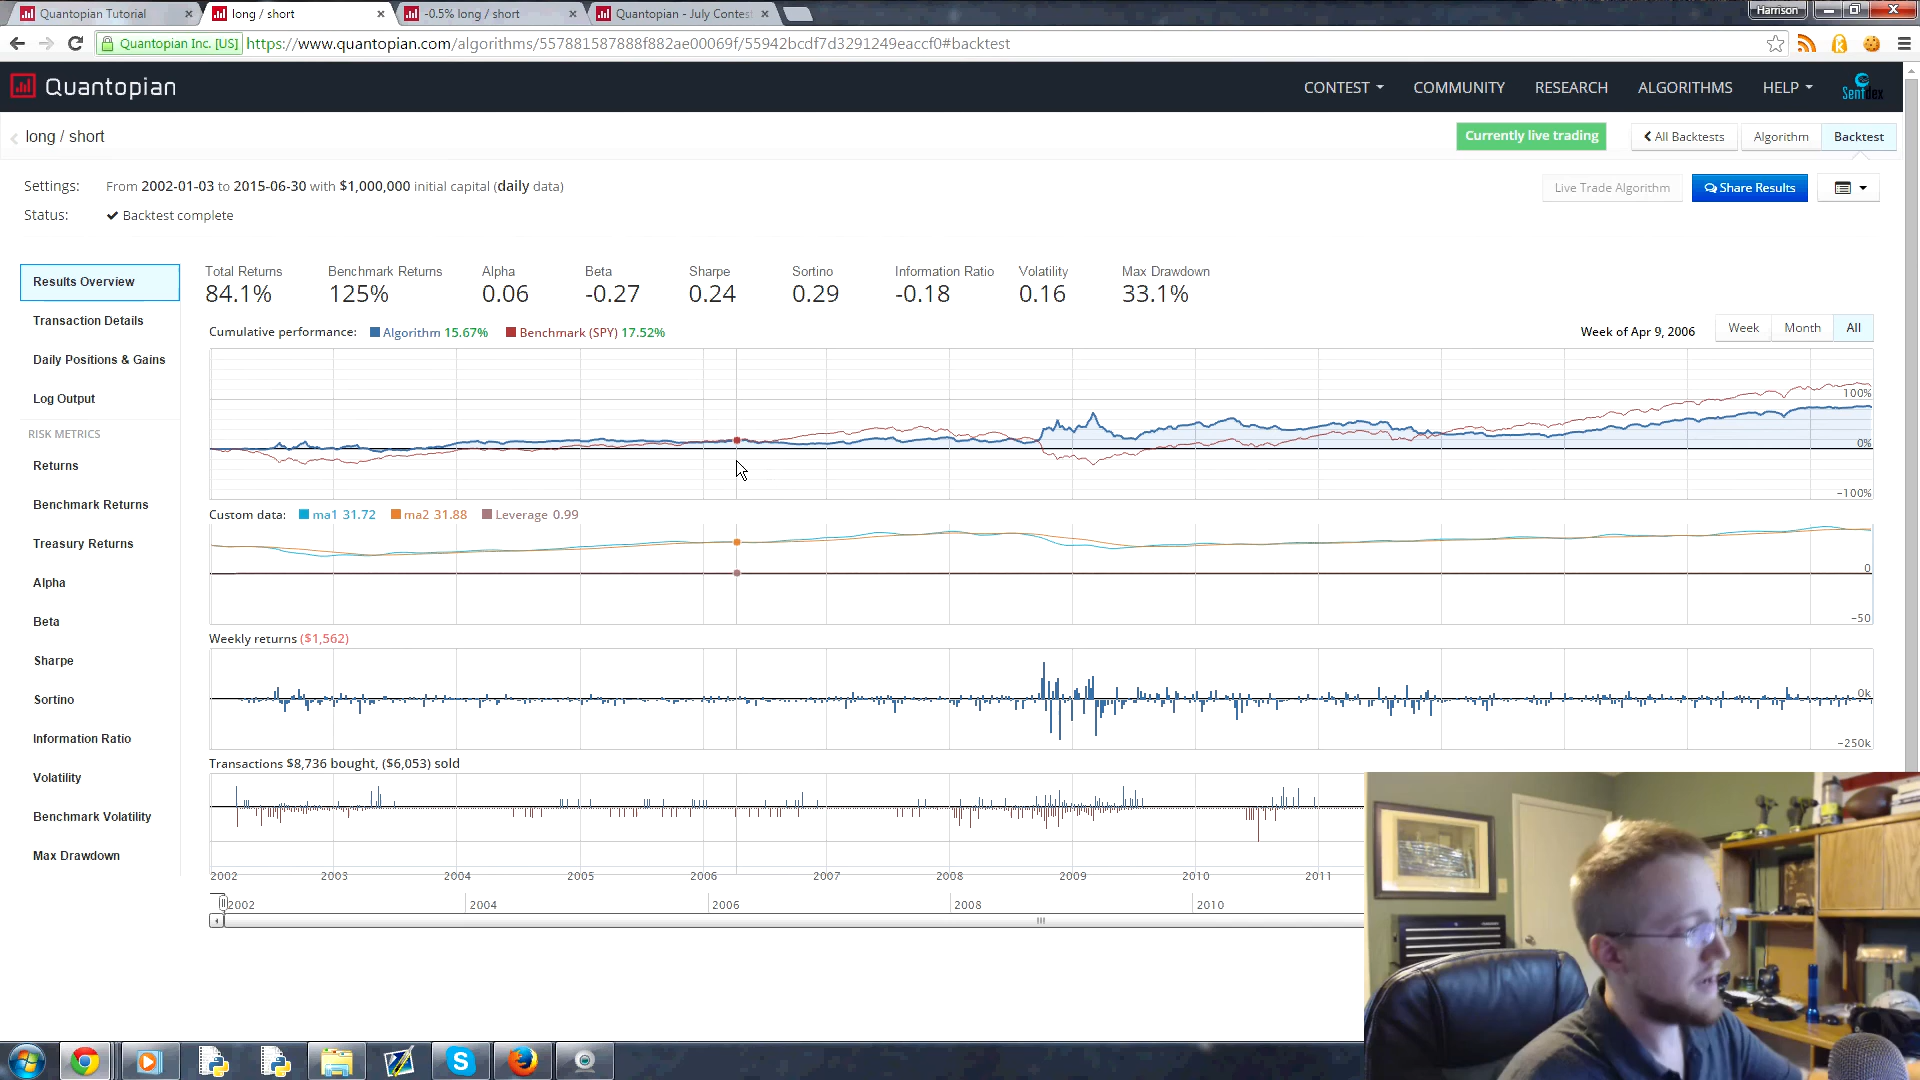 Quantopian Tutorial
long / short
-0.5% long / short
Quantopian - July Contes
Harrison
Quantopian Inc. [US]
https://www.quantopian.com/algorithms/557881587888f882ae00069f/55942bcdf7d3291249eaccf0#backtest
Quantopian
CONTEST
COMMUNITY
RESEARCH
ALGORITHMS
HELP
Sentdex
long / short
Currently live trading
All Backtests
Algorithm
Backtest
Settings: From 2002-01-03 to 2015-06-30 with $1,000,000 initial capital (daily data)
Live Trade Algorithm
Share Results
Status: Backtest complete
Results Overview
Transaction Details
Daily Positions & Gains
Log Output
RISK METRICS
Returns
Benchmark Returns
Treasury Returns
Alpha
Beta
Sharpe
Sortino
Information Ratio
Volatility
Benchmark Volatility
Max Drawdown
Total Returns
84.1%
Benchmark Returns
125%
Alpha
0.06
Beta
-0.27
Sharpe
0.24
Sortino
0.29
Information Ratio
-0.18
Volatility
0.16
Max Drawdown
33.1%
Cumulative performance: Algorithm 15.67% Benchmark (SPY) 17.52%
Week of Apr 9, 2006
Week
Month
All
100%
0%
-100%
Custom data: ma1 31.72 ma2 31.88 Leverage 0.99
0
-50
Weekly returns ($1,562)
0k
-250k
Transactions $8,736 bought, ($6,053) sold
2002 2003 2004 2005 2006 2007 2008 2009 2010 2011
2002 2004 2006 2008 2010